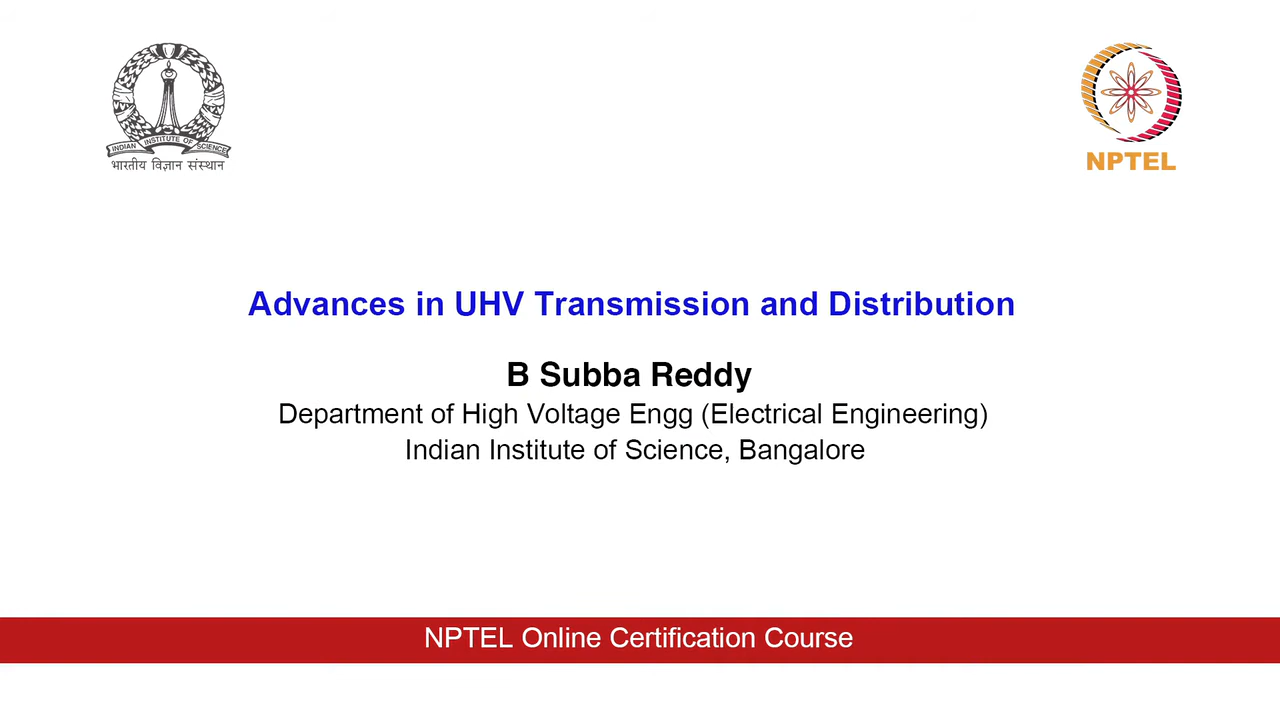 INDIAN INSTITUTE OF SCIENCE
भारतीय विज्ञान संस्थान
NPTEL
Advances in UHV Transmission and Distribution
B Subba Reddy
Department of High Voltage Engg (Electrical Engineering)
Indian Institute of Science, Bangalore
NPTEL Online Certification Course